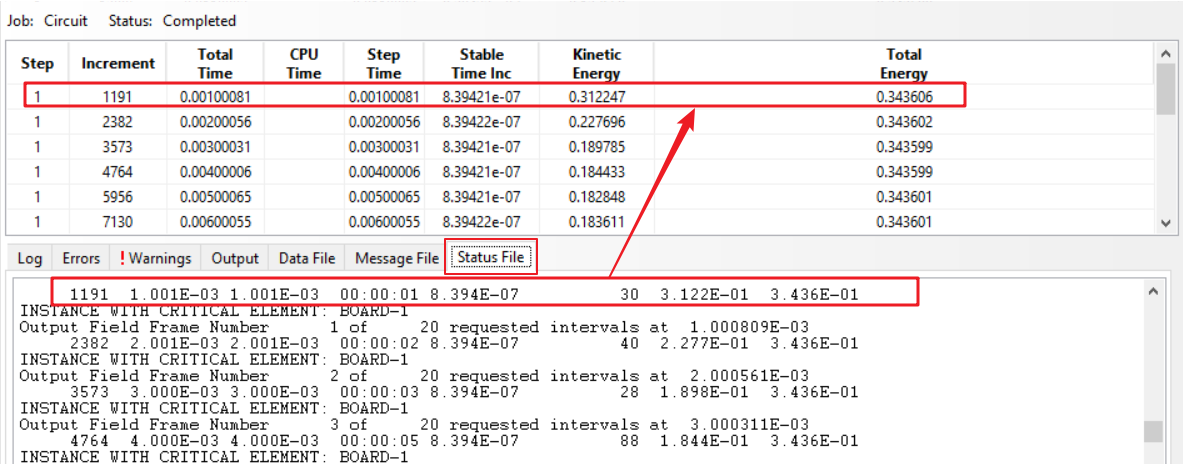 Job: Circuit Status: Completed
Step Increment Total Time CPU Time Step Time Stable Time Inc Kinetic Energy Total Energy
1 1191 0.00100081 0.00100081 8.39421e-07 0.312247 0.343606
1 2382 0.00200056 0.00200056 8.39422e-07 0.227696 0.343602
1 3573 0.00300031 0.00300031 8.39421e-07 0.189785 0.343599
1 4764 0.00400006 0.00400006 8.39421e-07 0.184433 0.343599
1 5956 0.00500065 0.00500065 8.39421e-07 0.182848 0.343601
1 7130 0.00600055 0.00600055 8.39422e-07 0.183611 0.343601
Log Errors ! Warnings Output Data File Message File Status File
1191 1.001E-03 1.001E-03 00:00:01 8.394E-07 30 3.122E-01 3.436E-01
INSTANCE WITH CRITICAL ELEMENT: BOARD-1
Output Field Frame Number 1 of 20 requested intervals at 1.000809E-03
2382 2.001E-03 2.001E-03 00:00:02 8.394E-07 40 2.277E-01 3.436E-01
INSTANCE WITH CRITICAL ELEMENT: BOARD-1
Output Field Frame Number 2 of 20 requested intervals at 2.000561E-03
3573 3.000E-03 3.000E-03 00:00:03 8.394E-07 28 1.898E-01 3.436E-01
INSTANCE WITH CRITICAL ELEMENT: BOARD-1
Output Field Frame Number 3 of 20 requested intervals at 3.000311E-03
4764 4.000E-03 4.000E-03 00:00:05 8.394E-07 88 1.844E-01 3.436E-01
INSTANCE WITH CRITICAL ELEMENT: BOARD-1